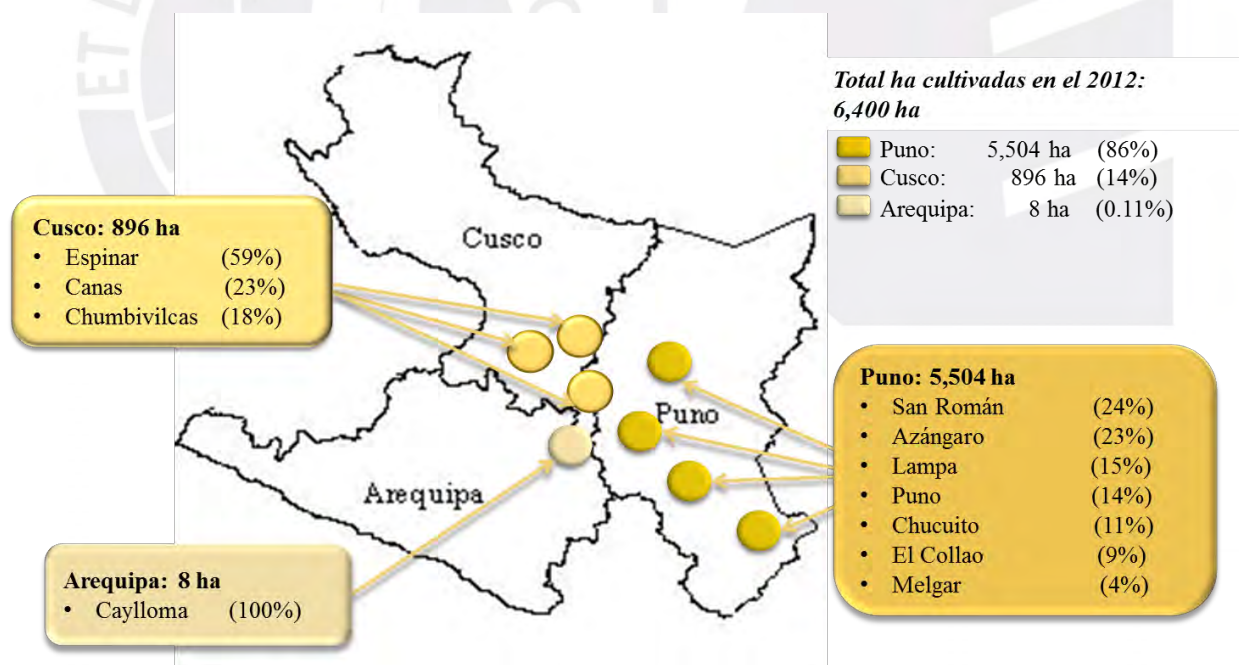 ET L
Total ha cultivadas en el 2012:
6,400 ha
Puno: 5,504 ha (86%)
Cusco: 896 ha (14%)
Arequipa: 8 ha (0.11%)
Cusco: 896 ha
• Espinar (59%)
• Canas (23%)
• Chumbivilcas (18%)
Cusco
Puno
Arequipa
Puno: 5,504 ha
• San Román (24%)
• Azángaro (23%)
• Lampa (15%)
• Puno (14%)
• Chucuito (11%)
• El Collao (9%)
• Melgar (4%)
Arequipa: 8 ha
• Caylloma (100%)